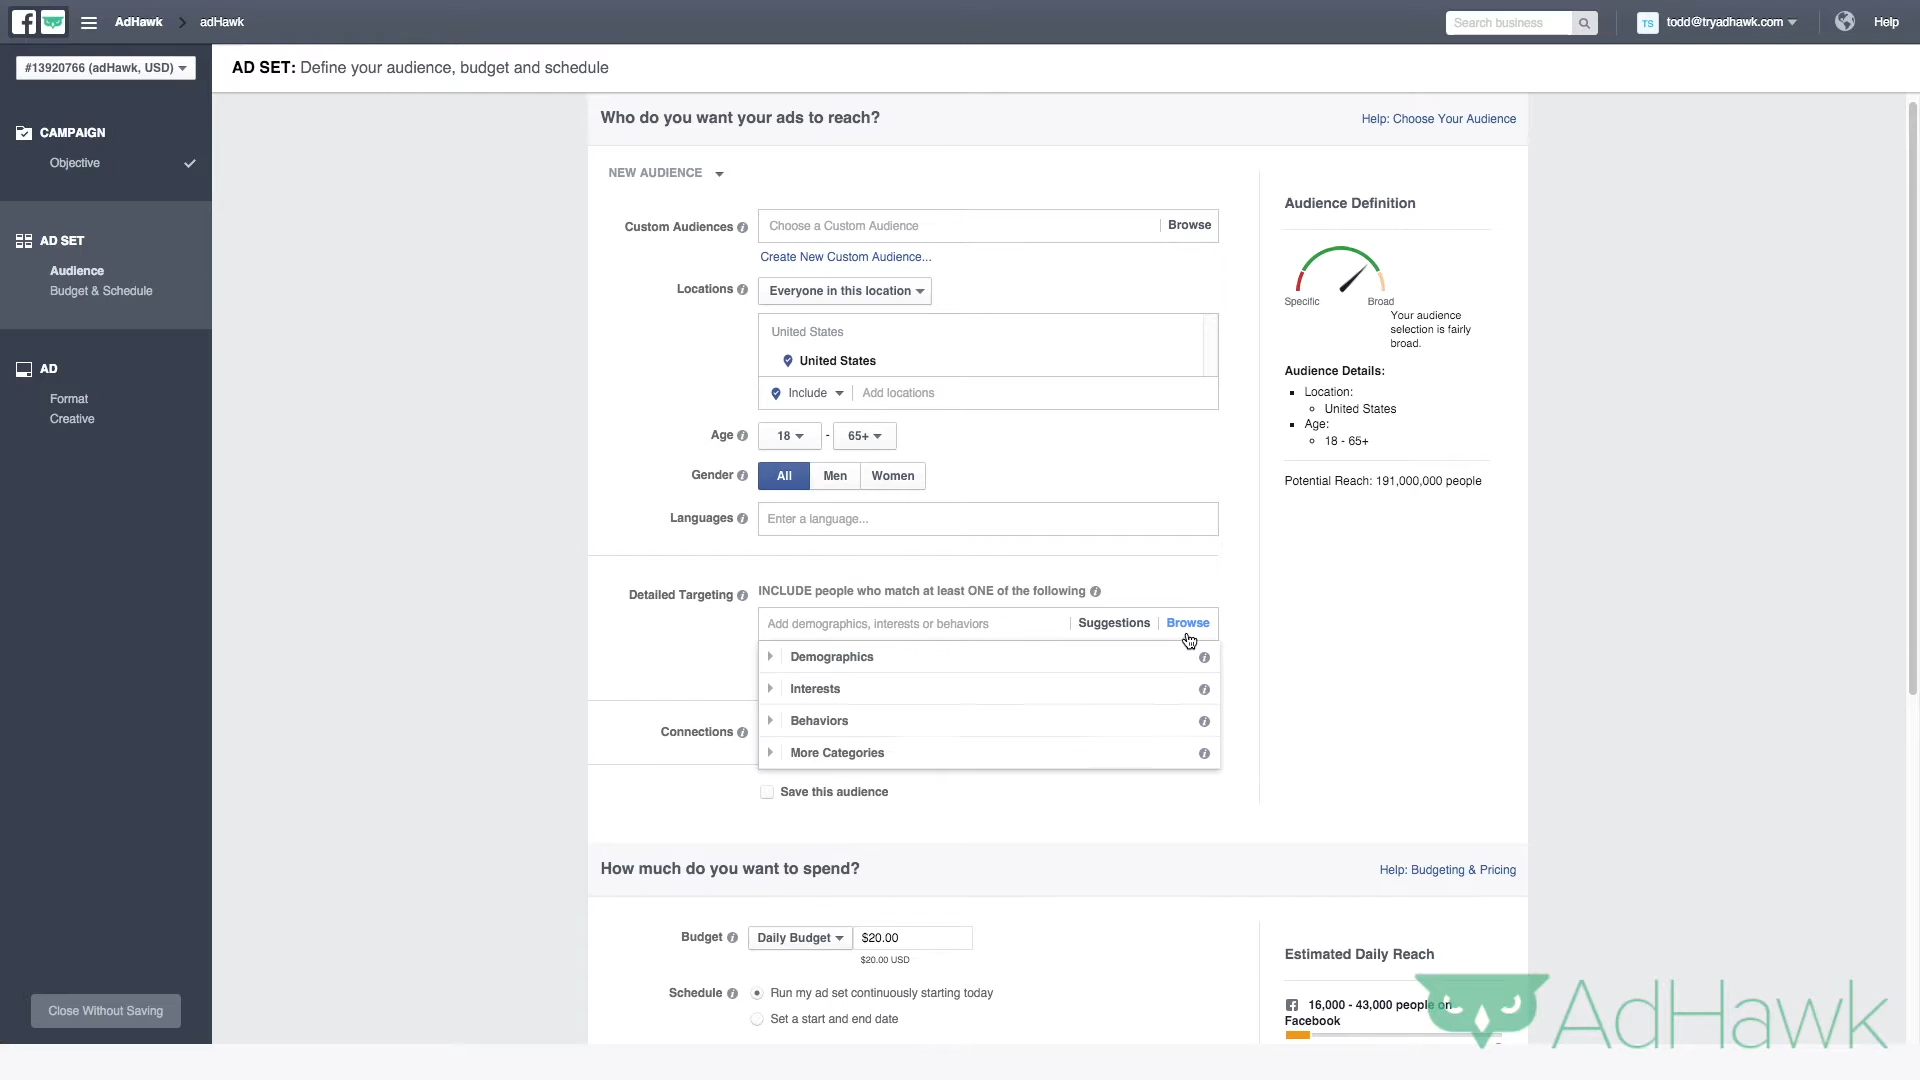 AdHawk
adHawk
Search business
TS
todd@tryadhawk.com
Help
#13920766 (adHawk, USD)
AD SET: Define your audience, budget and schedule
CAMPAIGN
Objective
AD SET
Audience
Budget & Schedule
AD
Format
Creative
Close Without Saving
Who do you want your ads to reach?
Help: Choose Your Audience
NEW AUDIENCE
Custom Audiences
Choose a Custom Audience
Browse
Create New Custom Audience...
Locations
Everyone in this location
United States
United States
Include
Add locations
Age
18
-
65+
Gender
All
Men
Women
Languages
Enter a language...
Detailed Targeting
INCLUDE people who match at least ONE of the following
Add demographics, interests or behaviors
Suggestions
Browse
Demographics
Interests
Behaviors
More Categories
Connections
Save this audience
Audience Definition
Specific
Broad
Your audience
selection is fairly
broad.
Audience Details:
Location:
United States
Age:
18 - 65+
Potential Reach: 191,000,000 people
How much do you want to spend?
Help: Budgeting & Pricing
Budget
Daily Budget
$20.00
$20.00 USD
Schedule
Run my ad set continuously starting today
Set a start and end date
Estimated Daily Reach
16,000 - 43,000 people on
Facebook
AdHawk